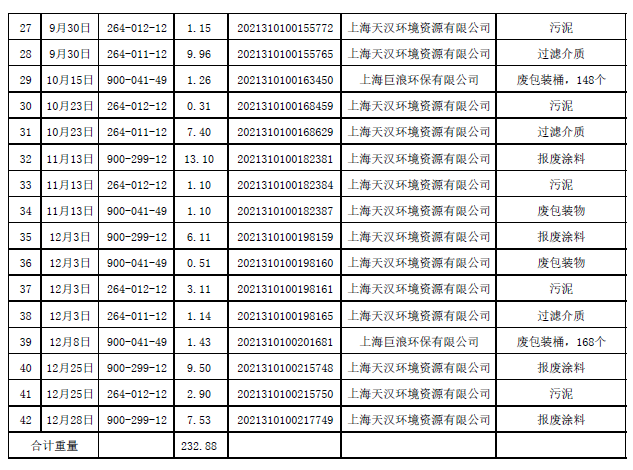 27 9月30日 264-012-12 1.15 2021310100155772 上海天汉环境资源有限公司 污泥
28 9月30日 264-011-12 9.96 2021310100155765 上海天汉环境资源有限公司 过滤介质
29 10月15日 900-041-49 1.26 2021310100163450 上海巨浪环保有限公司 废包装桶，148个
30 10月23日 264-012-12 0.31 2021310100168459 上海天汉环境资源有限公司 污泥
31 10月23日 264-011-12 7.40 2021310100168629 上海天汉环境资源有限公司 过滤介质
32 11月13日 900-299-12 13.10 2021310100182381 上海天汉环境资源有限公司 报废涂料
33 11月13日 264-012-12 1.10 2021310100182384 上海天汉环境资源有限公司 污泥
34 11月13日 900-041-49 1.10 2021310100182387 上海天汉环境资源有限公司 废包装物
35 12月3日 900-299-12 6.11 2021310100198159 上海天汉环境资源有限公司 报废涂料
36 12月3日 900-041-49 0.51 2021310100198160 上海天汉环境资源有限公司 废包装物
37 12月3日 264-012-12 3.11 2021310100198161 上海天汉环境资源有限公司 污泥
38 12月3日 264-011-12 1.14 2021310100198165 上海天汉环境资源有限公司 过滤介质
39 12月8日 900-041-49 1.43 2021310100201681 上海巨浪环保有限公司 废包装桶，168个
40 12月25日 900-299-12 9.50 2021310100215748 上海天汉环境资源有限公司 报废涂料
41 12月25日 264-012-12 2.90 2021310100215750 上海天汉环境资源有限公司 污泥
42 12月28日 900-299-12 7.53 2021310100217749 上海天汉环境资源有限公司 报废涂料
合计重量 232.88